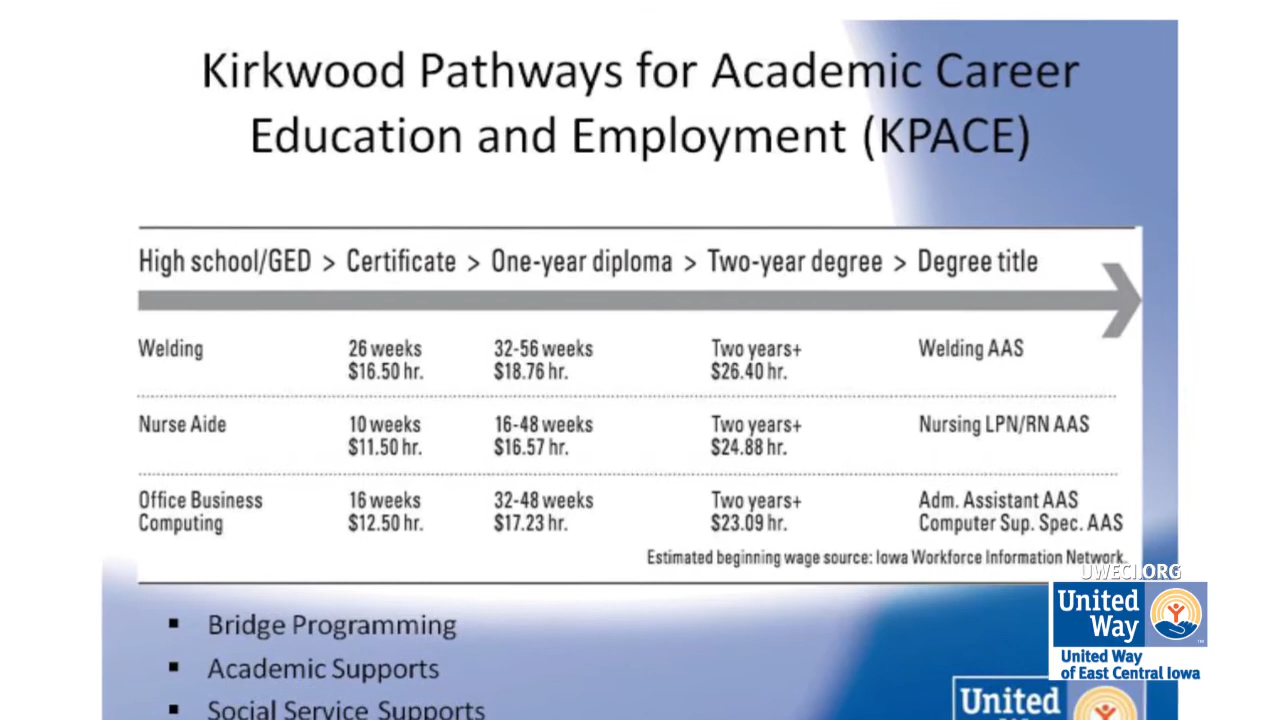 Kirkwood Pathways for Academic Career
Education and Employment (KPACE)
High school/GED > Certificate > One-year diploma > Two-year degree > Degree title
Welding 26 weeks 32-56 weeks Two years+ Welding AAS
$16.50 hr. $18.76 hr. $26.40 hr.
Nurse Aide 10 weeks 16-48 weeks Two years+ Nursing LPN/RN AAS
$11.50 hr. $16.57 hr. $24.88 hr.
Office Business 16 weeks 32-48 weeks Two years+ Adm. Assistant AAS
Computing $12.50 hr. $17.23 hr. $23.09 hr. Computer Sup. Spec. AAS
Estimated beginning wage source: Iowa Workforce Information Network.
UWECI.ORG
United
Way
United Way
of East Central Iowa
▪ Bridge Programming
▪ Academic Supports
▪ Social Service Supports
United